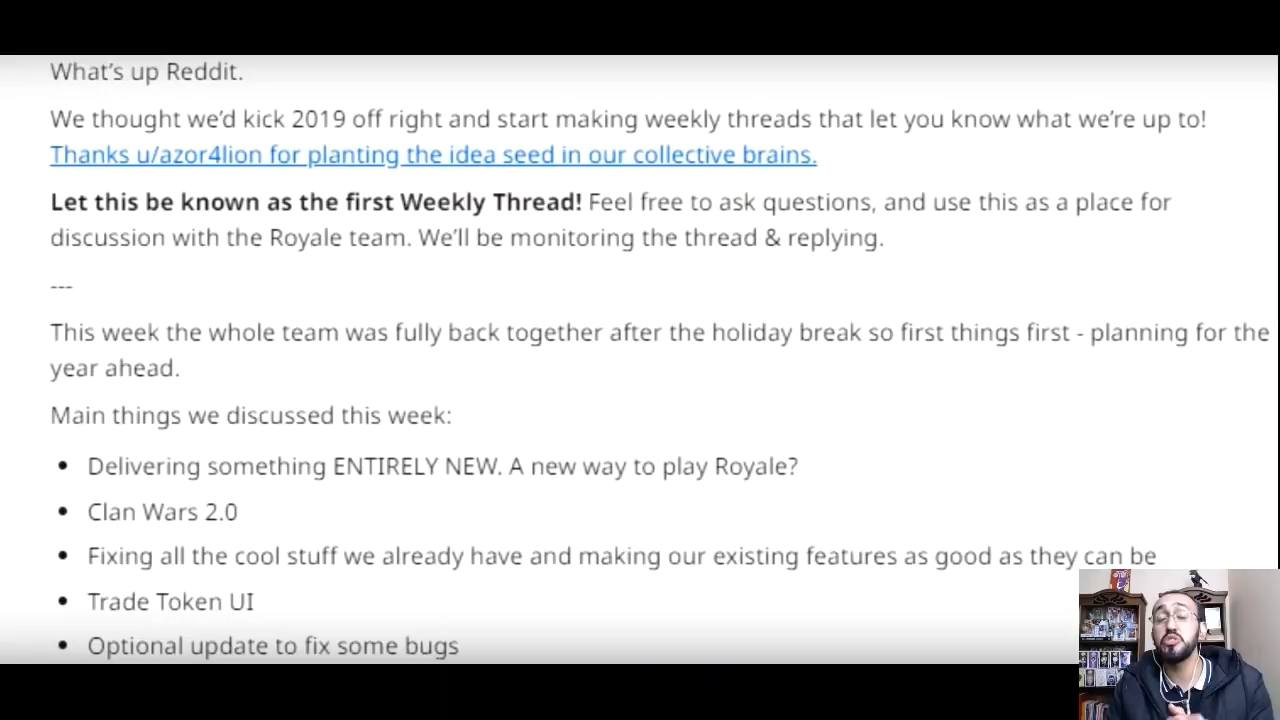 What's up Reddit.
We thought we'd kick 2019 off right and start making weekly threads that let you know what we're up to!
Thanks u/azor4lion for planting the idea seed in our collective brains.
Let this be known as the first Weekly Thread! Feel free to ask questions, and use this as a place for
discussion with the Royale team. We'll be monitoring the thread & replying.
---
This week the whole team was fully back together after the holiday break so first things first - planning for the
year ahead.
Main things we discussed this week:
• Delivering something ENTIRELY NEW. A new way to play Royale?
• Clan Wars 2.0
• Fixing all the cool stuff we already have and making our existing features as good as they can be
• Trade Token UI
• Optional update to fix some bugs